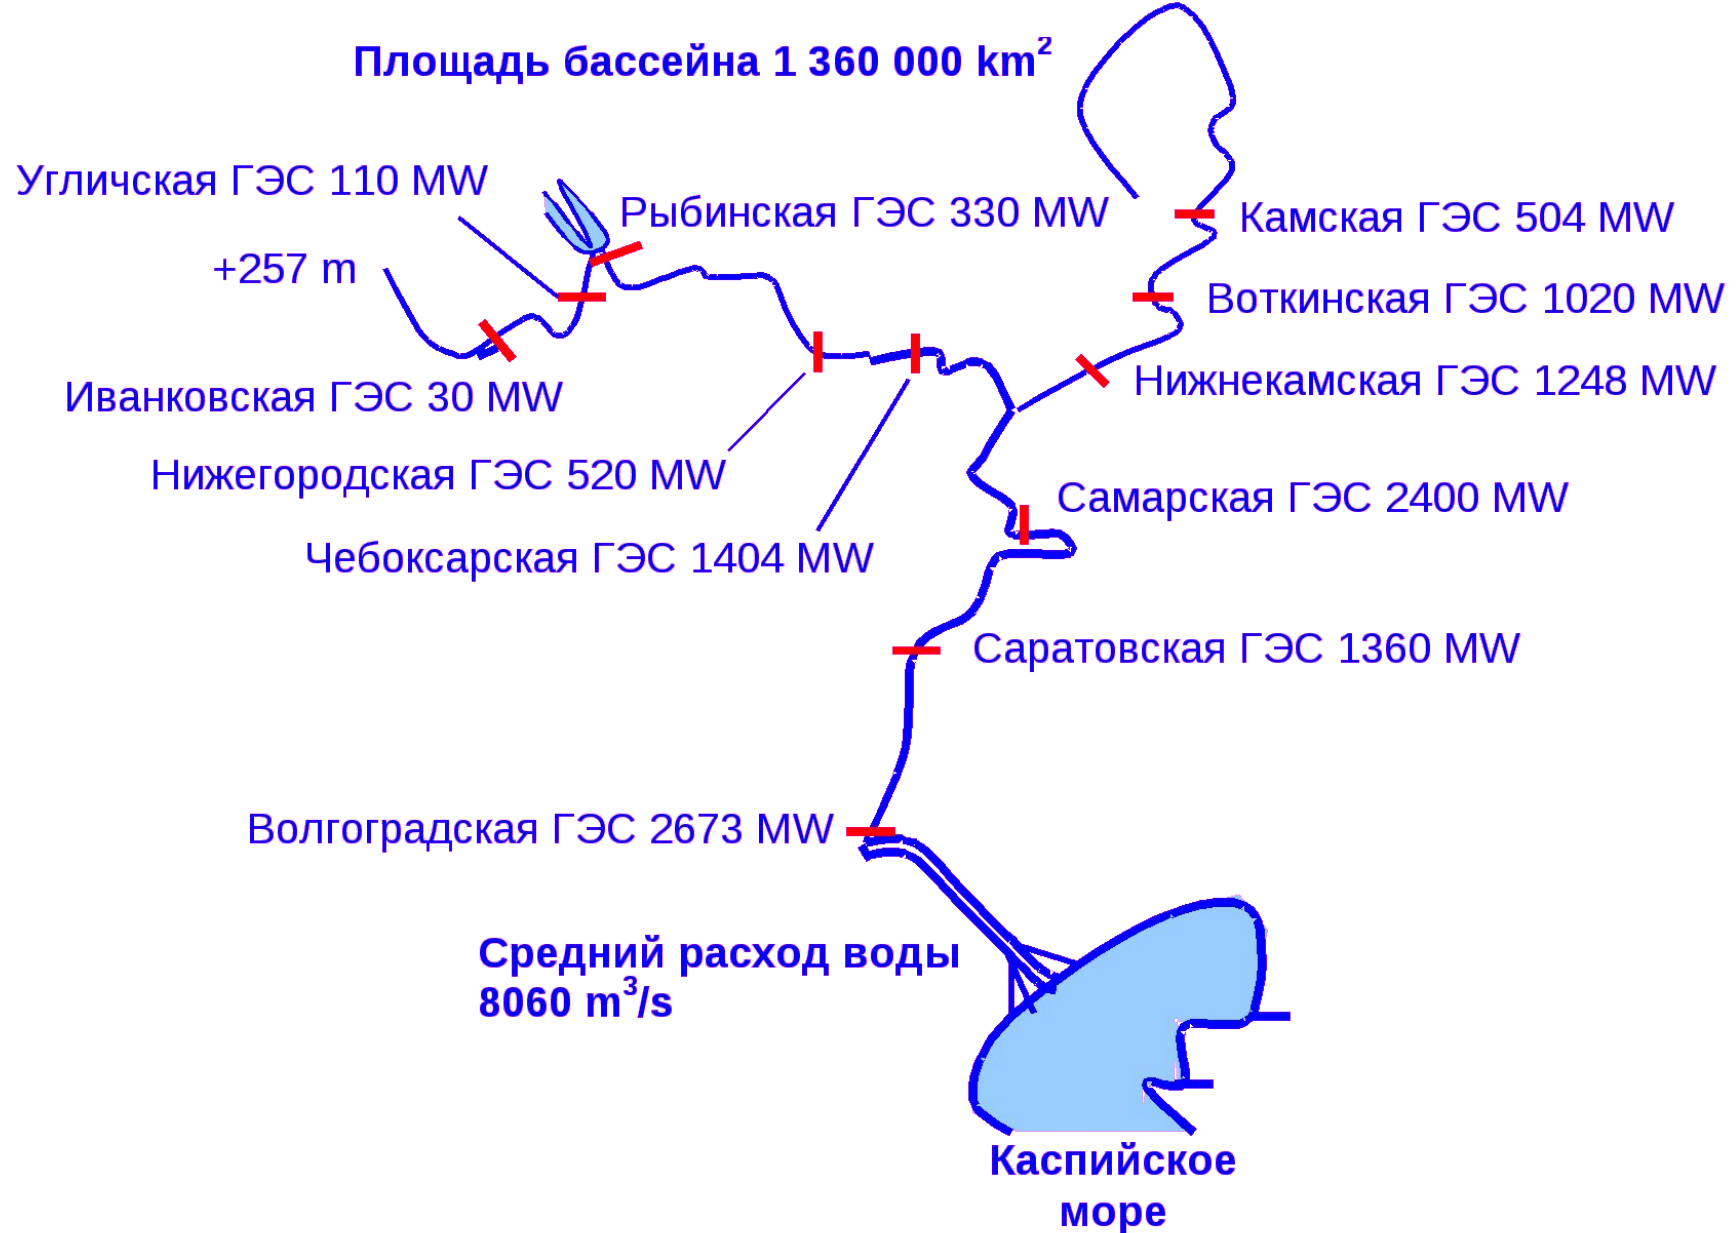 Площадь бассейна 1 360 000 km²
Угличская ГЭС 110 MW
Рыбинская ГЭС 330 MW
Камская ГЭС 504 MW
+257 m
Воткинская ГЭС 1020 MW
Иванковская ГЭС 30 MW
Нижнекамская ГЭС 1248 MW
Нижегородская ГЭС 520 MW
Самарская ГЭС 2400 MW
Чебоксарская ГЭС 1404 MW
Саратовская ГЭС 1360 MW
Волгоградская ГЭС 2673 MW
Средний расход воды
8060 m³/s
Каспийское
море